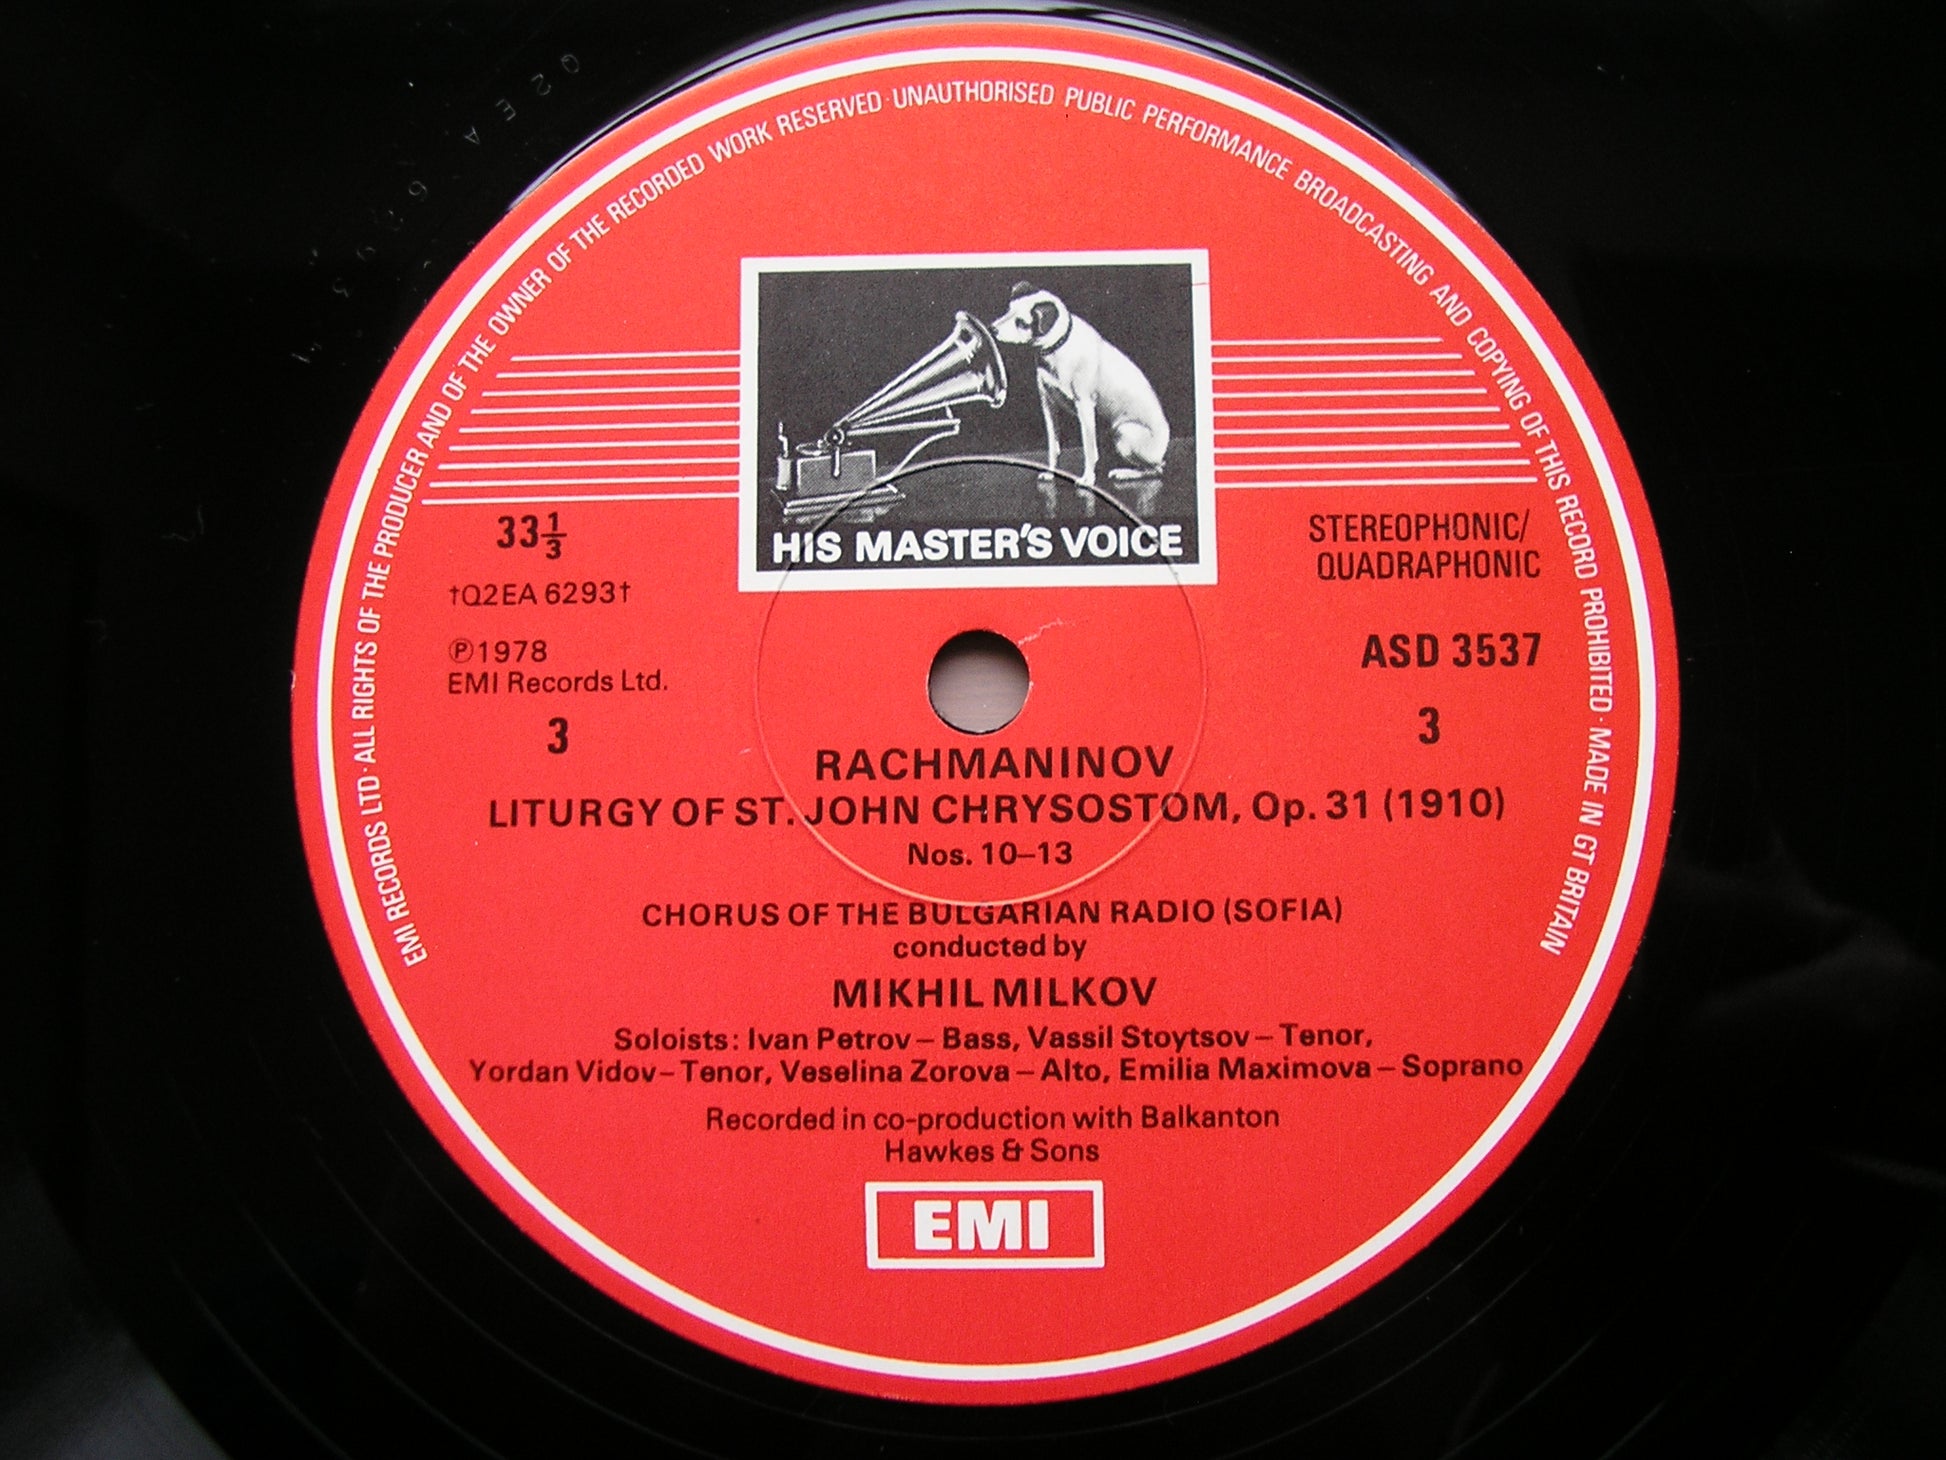 EMI RECORDS LTD · ALL RIGHTS OF THE PRODUCER AND OF THE OWNER OF THE RECORDED WORK RESERVED · UNAUTHORISED PUBLIC PERFORMANCE BROADCASTING AND COPYING OF THIS RECORD PROHIBITED · MADE IN GT BRITAIN
HIS MASTER'S VOICE
33⅓
STEREOPHONIC/
QUADRAPHONIC
†Q2EA 6293†
℗1978
EMI Records Ltd.
ASD 3537
3
3
RACHMANINOV
LITURGY OF ST. JOHN CHRYSOSTOM, Op. 31 (1910)
Nos. 10–13
CHORUS OF THE BULGARIAN RADIO (SOFIA)
conducted by
MIKHIL MILKOV
Soloists: Ivan Petrov – Bass, Vassil Stoytsov – Tenor,
Yordan Vidov – Tenor, Veselina Zorova – Alto, Emilia Maximova – Soprano
Recorded in co-production with Balkanton
Hawkes & Sons
EMI